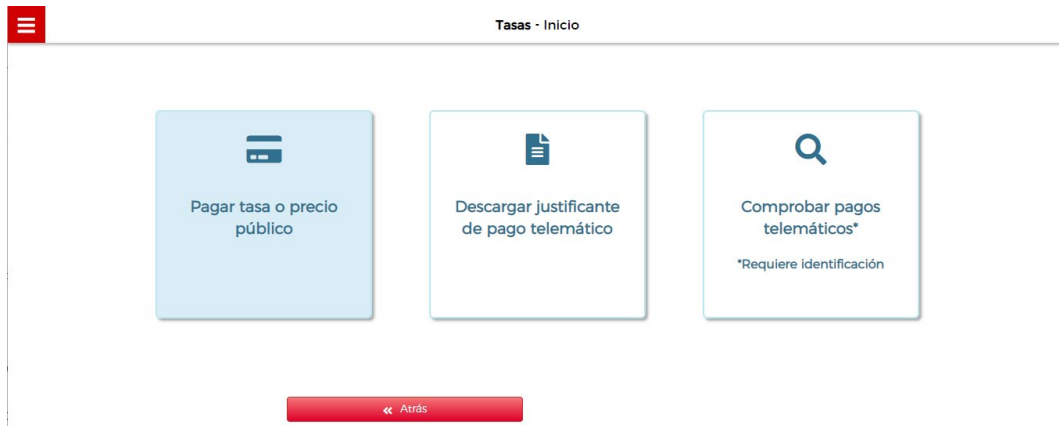 Tasas - Inicio
Pagar tasa o precio
público
Descargar justificante
de pago telemático
Comprobar pagos
telemáticos*
*Requiere identificación
« Atrás